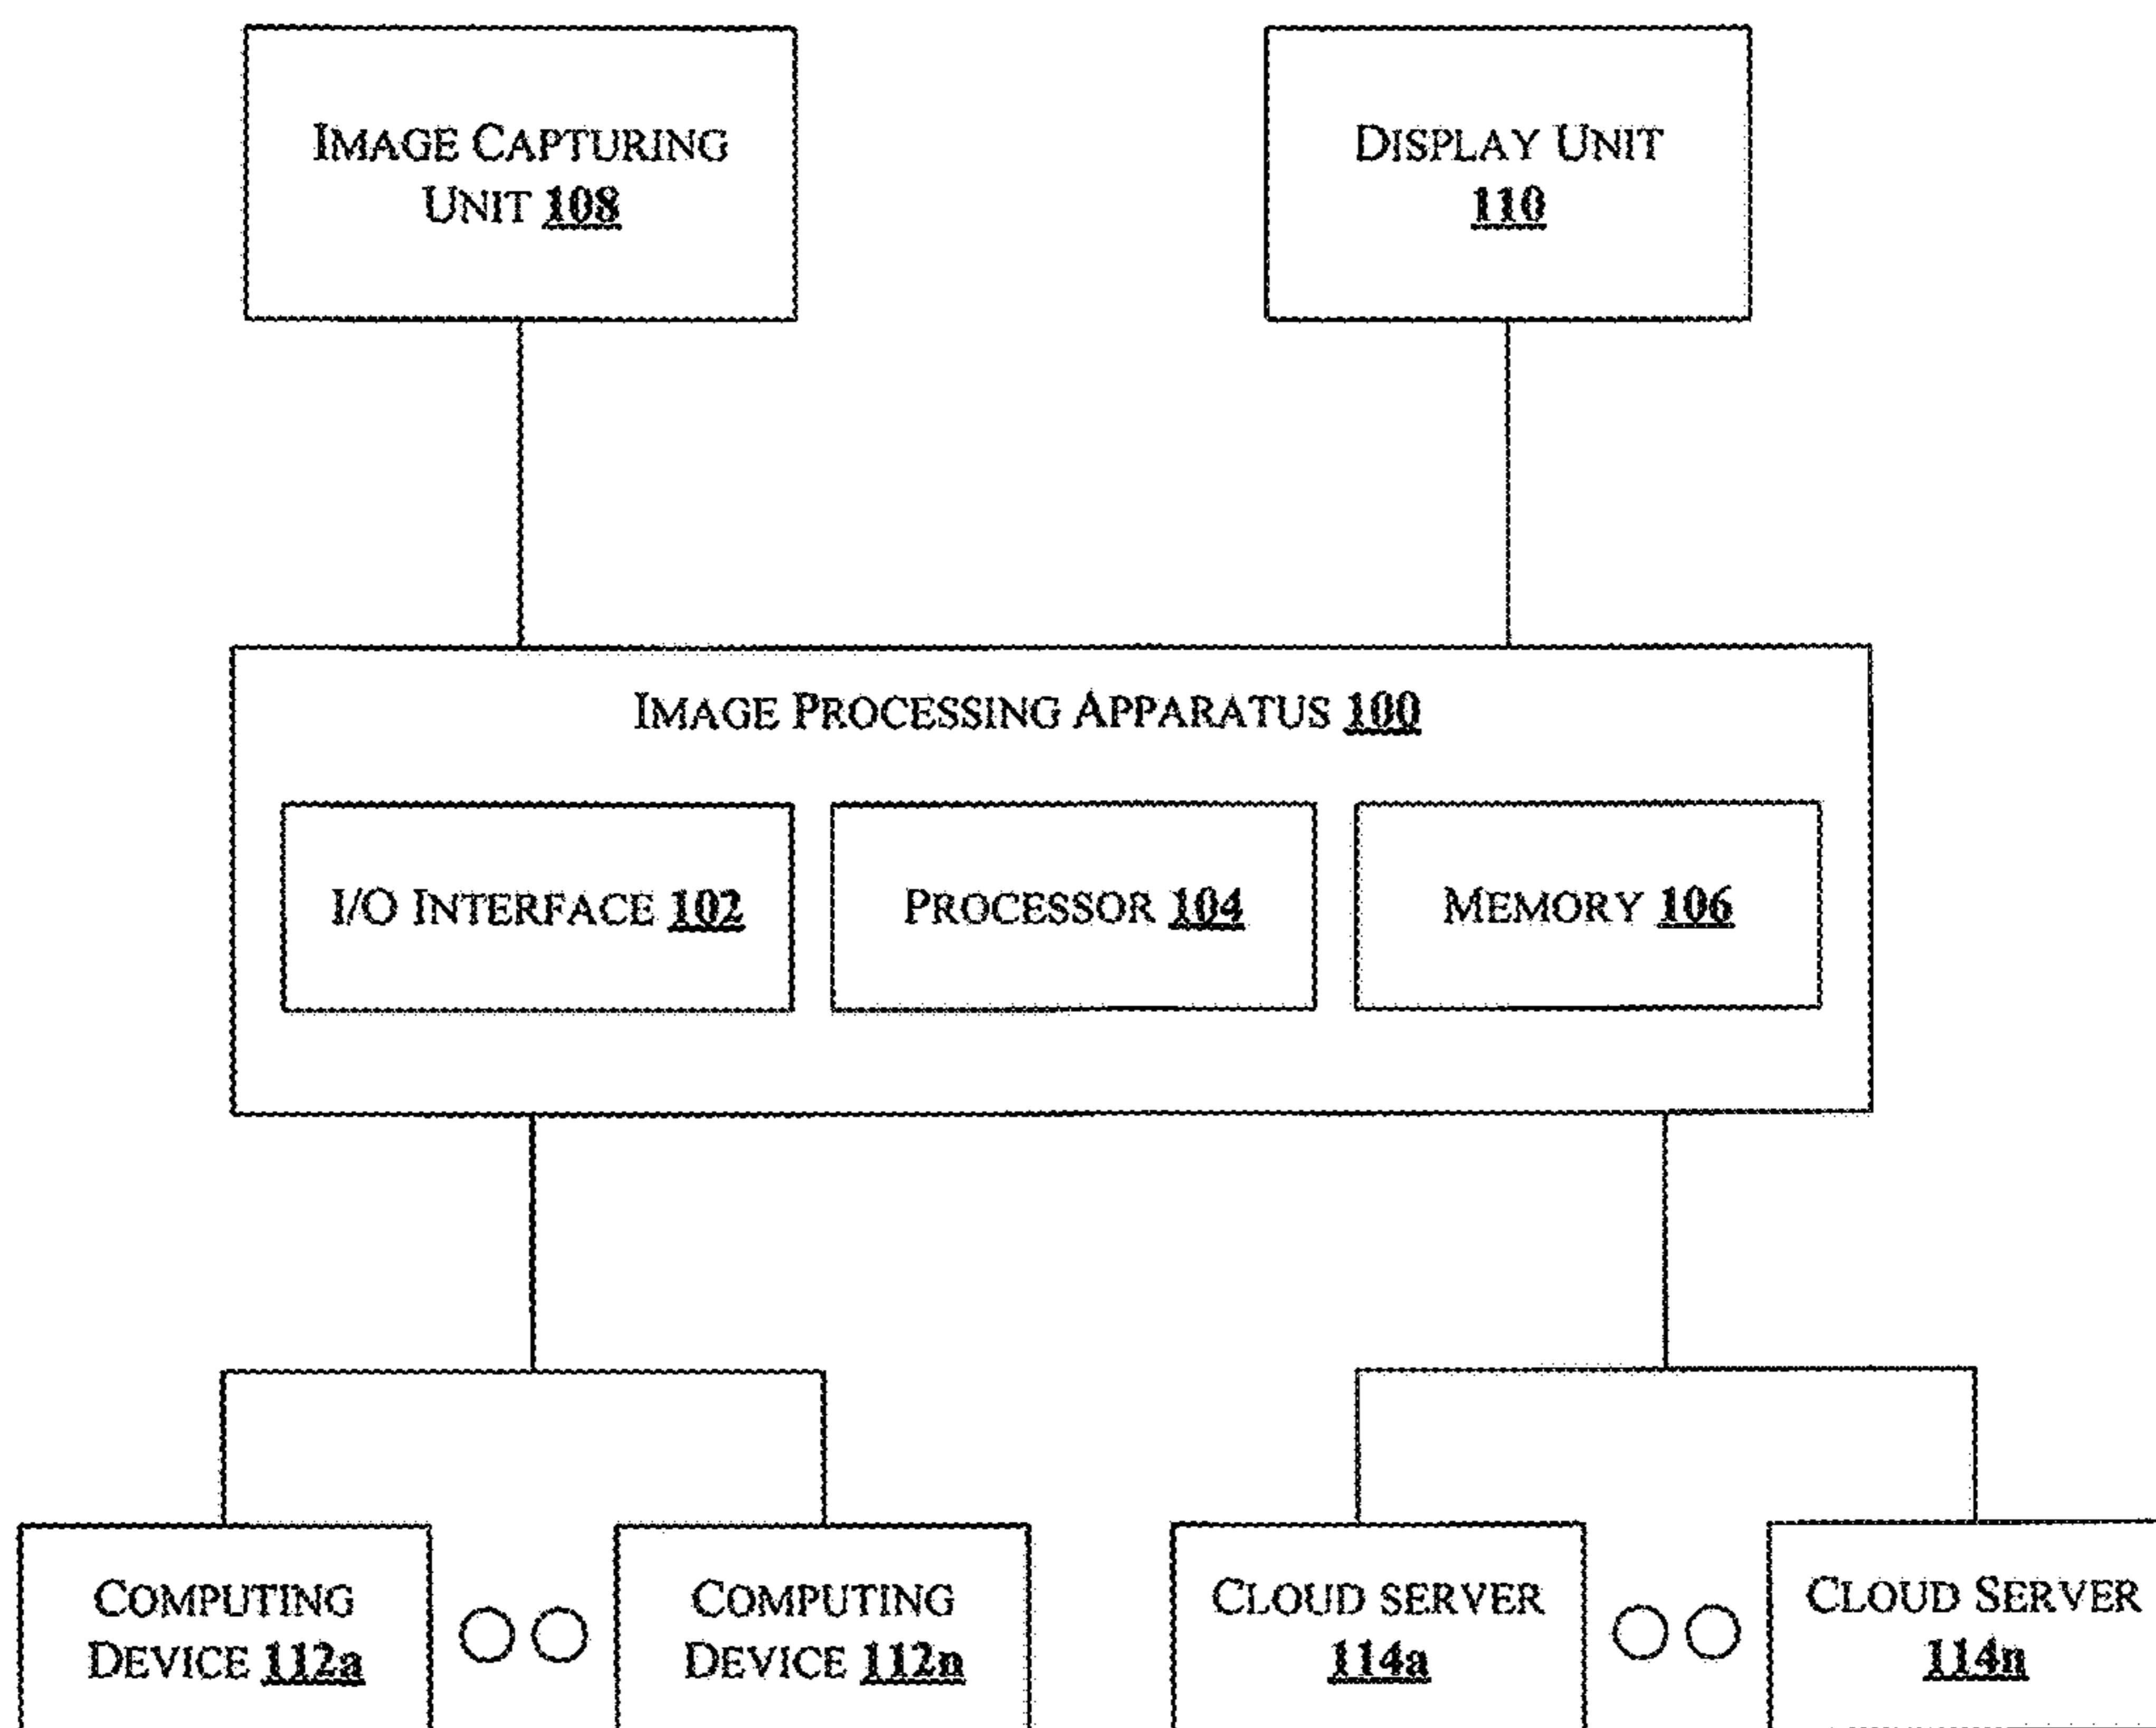 IMAGE CAPTURING
UNIT 108
DISPLAY UNIT
110
IMAGE PROCESSING APPARATUS 100
I/O INTERFACE 102
PROCESSOR 104
MEMORY 106
COMPUTING
DEVICE 112a
COMPUTING
DEVICE 112n
CLOUD SERVER
114a
CLOUD SERVER
114n